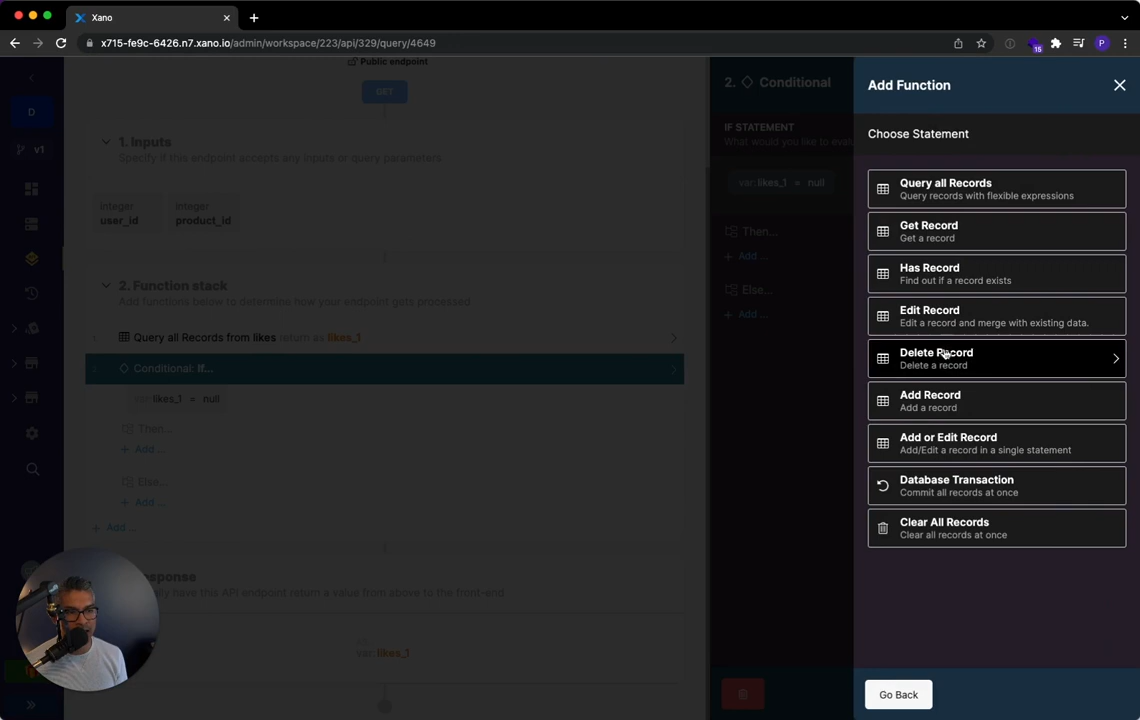 Xano
x715-fe9c-6426.n7.xano.io/admin/workspace/223/api/329/query/4649
15
P
D
v1
Public endpoint
GET
1. Inputs
Specify if this endpoint accepts any inputs or query parameters
integer
user_id
integer
product_id
2. Function stack
Add functions below to determine how your endpoint gets processed
Query all Records from likes return as likes_1
Conditional: If...
var: likes_1 = null
Then...
+ Add ...
Else...
+ Add ...
+ Add ...
have this API endpoint return a value from above to the front-end
var: likes_1
2. Conditional
IF STATEMENT
What would you like to
var: likes_1 = null
Then...
+ Add ...
Else...
+ Add ...
Add Function
Choose Statement
Query all Records
Query records with flexible expressions
Get Record
Get a record
Has Record
Find out if a record exists
Edit Record
Edit a record and merge with existing data.
Delete Record
Delete a record
Add Record
Add a record
Add or Edit Record
Add/Edit a record in a single statement
Database Transaction
Commit all records at once
Clear All Records
Clear all records at once
Go Back